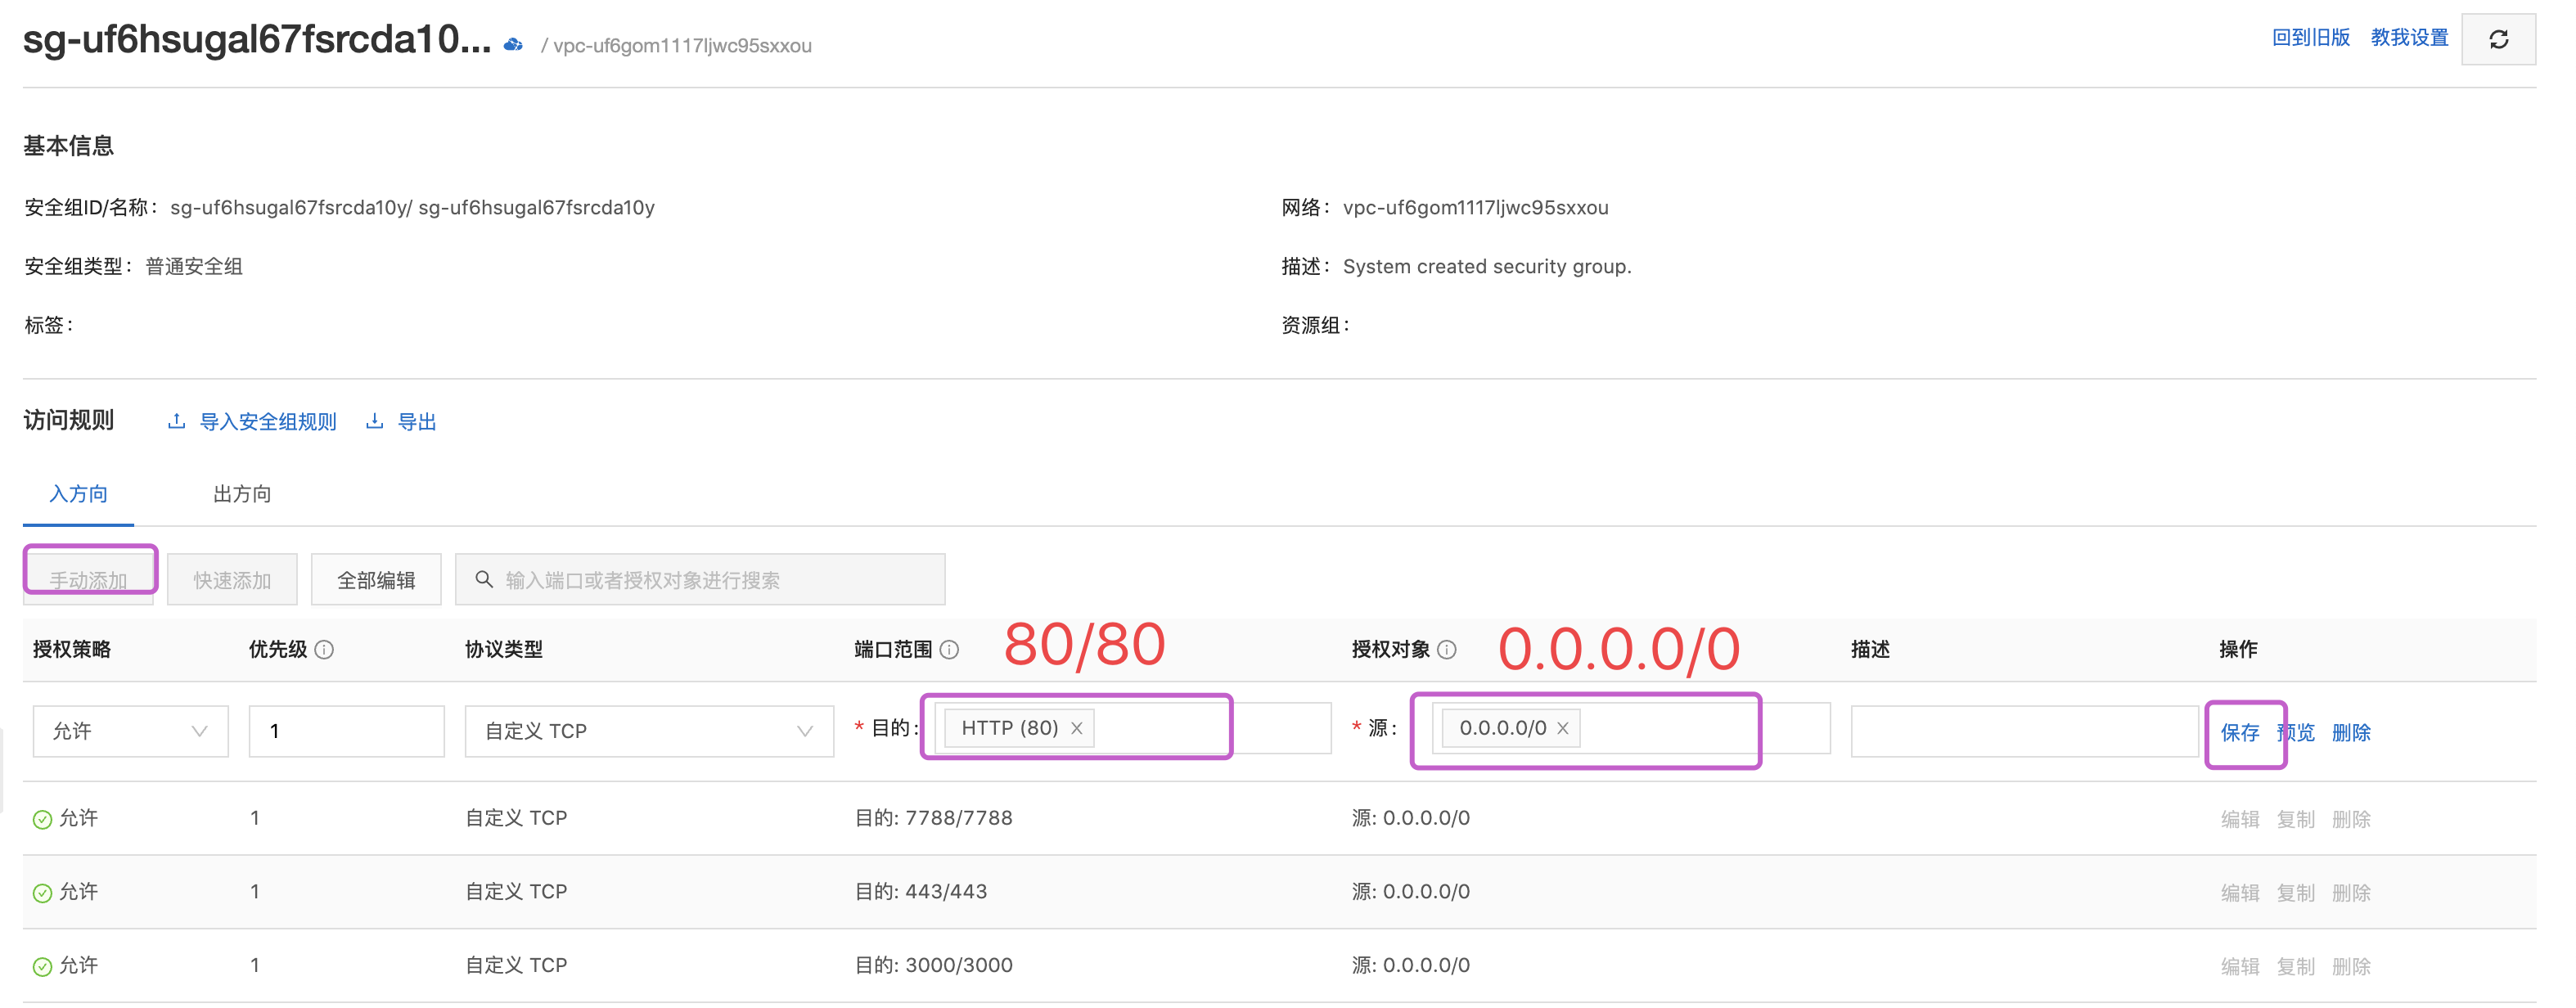 sg-uf6hsugal67fsrcda10... / vpc-uf6gom1117ljwc95sxxou 回到旧版 教我设置
基本信息
安全组ID/名称： sg-uf6hsugal67fsrcda10y/ sg-uf6hsugal67fsrcda10y 网络： vpc-uf6gom1117ljwc95sxxou
安全组类型： 普通安全组 描述： System created security group.
标签： 资源组：
访问规则 导入安全组规则 导出
入方向 出方向
手动添加 快速添加 全部编辑 输入端口或者授权对象进行搜索
授权策略 优先级 协议类型 端口范围 80/80 授权对象 0.0.0.0/0 描述 操作
允许 1 自定义 TCP * 目的： HTTP (80) × * 源： 0.0.0.0/0 × 保存 预览 删除
允许 1 自定义 TCP 目的: 7788/7788 源: 0.0.0.0/0 编辑 复制 删除
允许 1 自定义 TCP 目的: 443/443 源: 0.0.0.0/0 编辑 复制 删除
允许 1 自定义 TCP 目的: 3000/3000 源: 0.0.0.0/0 编辑 复制 删除